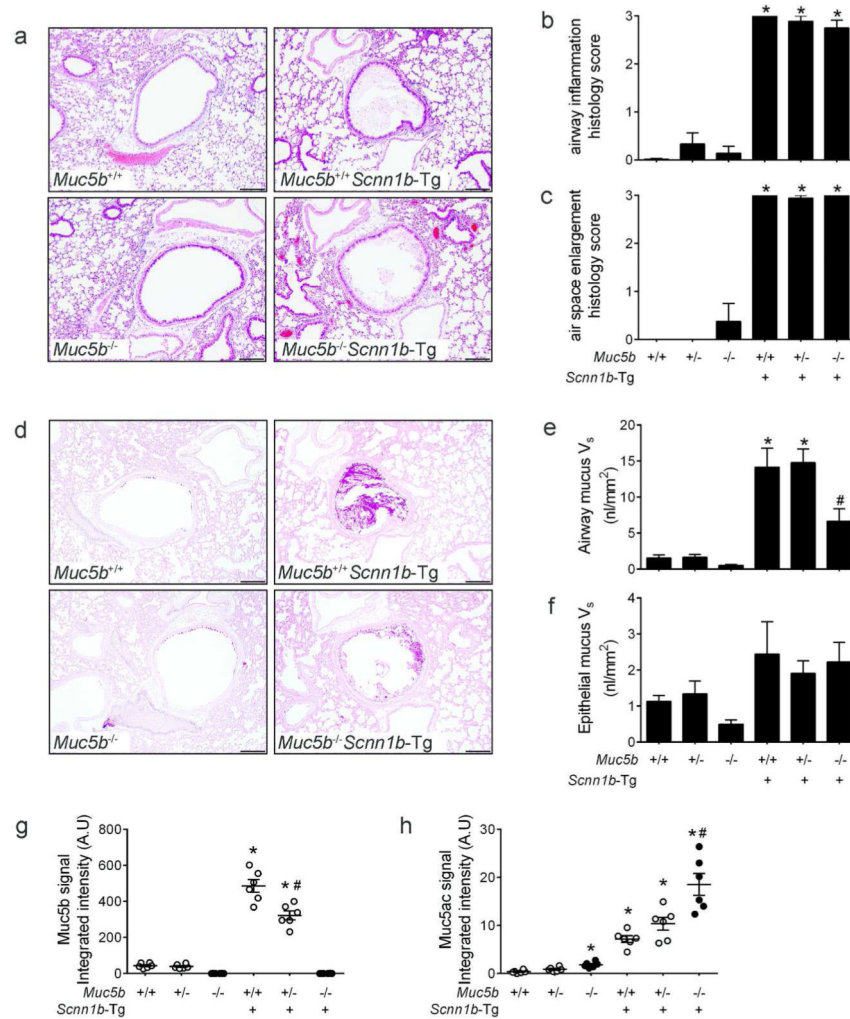 a
Muc5b+/+
Muc5b+/+Scnn1b-Tg
Muc5b-/-
Muc5b-/-Scnn1b-Tg
b
airway inflammation
histology score
3
2
1
0
* * *
c
air space enlargement
histology score
3
2
1
0
* * *
Muc5b +/+ +/- -/- +/+ +/- -/-
Scnn1b-Tg + + +
d
Muc5b+/+
Muc5b+/+Scnn1b-Tg
Muc5b-/-
Muc5b-/-Scnn1b-Tg
e
Airway mucus Vs
(nl/mm2)
20
15
10
5
0
* * #
f
Epithelial mucus Vs
(nl/mm2)
4
3
2
1
0
Muc5b +/+ +/- -/- +/+ +/- -/-
Scnn1b-Tg + + +
g
Muc5b signal
Integrated intensity (A.U)
800
600
400
200
0
* * #
Muc5b +/+ +/- -/- +/+ +/- -/-
Scnn1b-Tg + + +
h
Muc5ac signal
Integrated intensity (A.U)
30
20
10
0
* * * * #
Muc5b +/+ +/- -/- +/+ +/- -/-
Scnn1b-Tg + + +